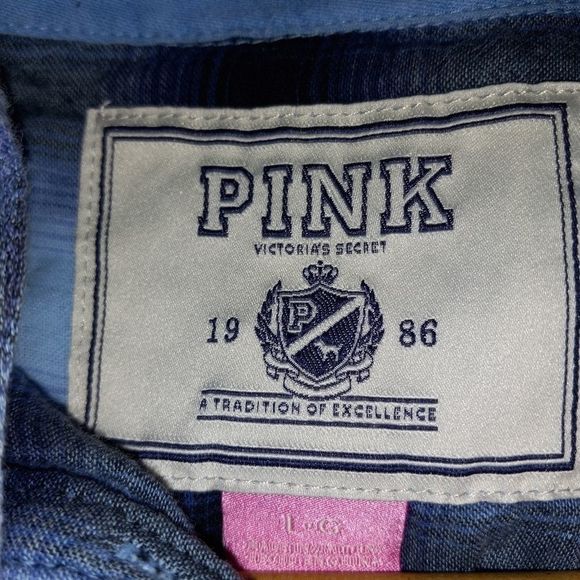 PINK
VICTORIA'S SECRET
P
19 86
A TRADITION OF EXCELLENCE
L-G